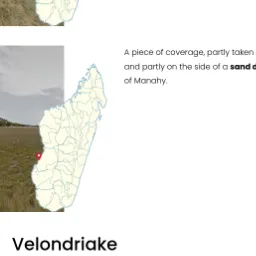 A piece of coverage, partly taken
and partly on the side of a sand
of Manahy.
Velondriake